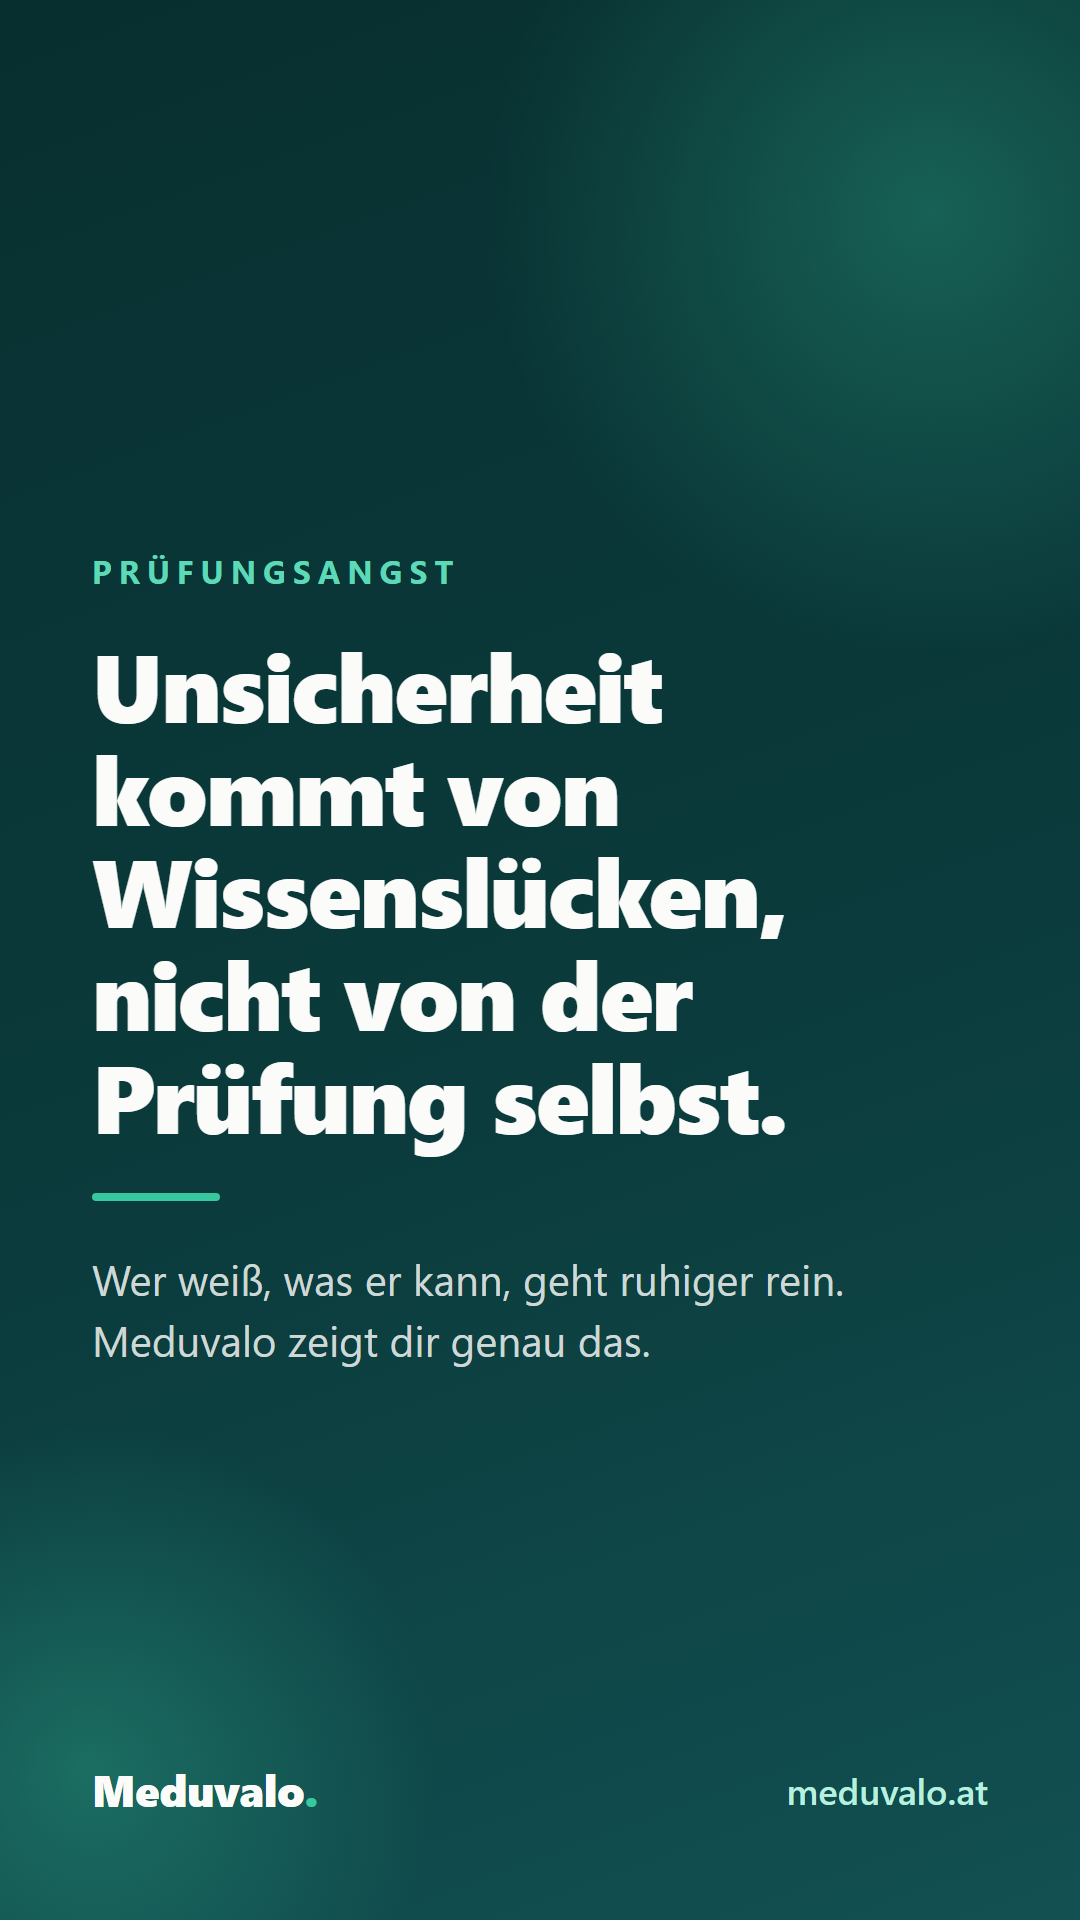 PRÜFUNGSANGST
Unsicherheit
kommt von
Wissenslücken,
nicht von der
Prüfung selbst.
Wer weiß, was er kann, geht ruhiger rein.
Meduvalo zeigt dir genau das.
Meduvalo.
meduvalo.at